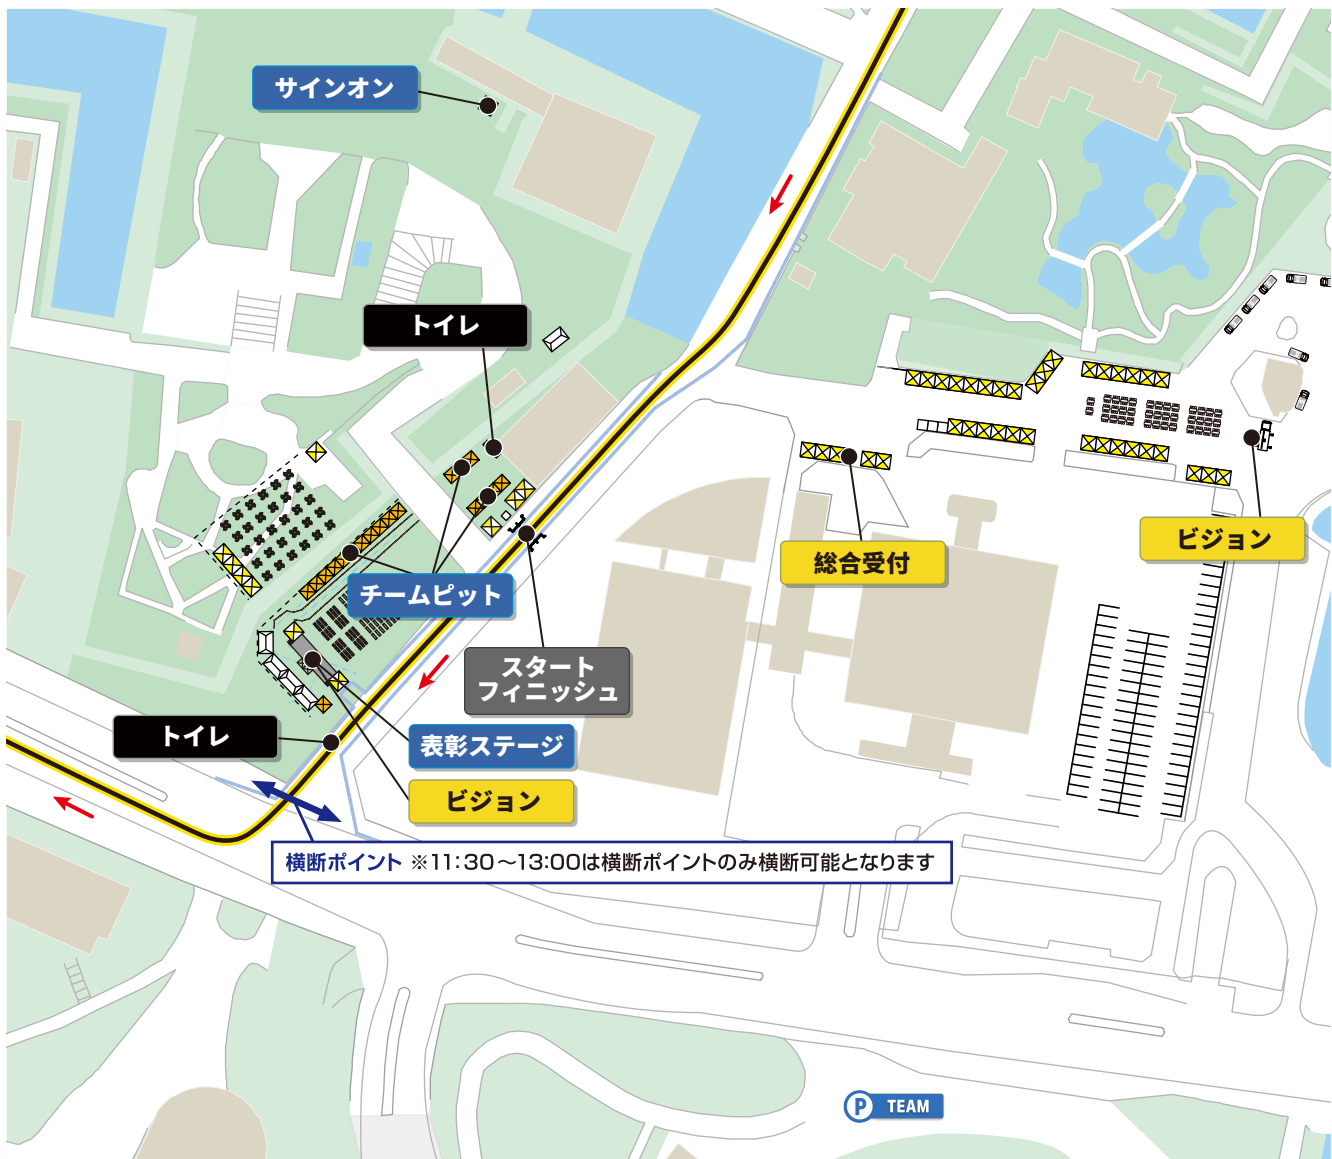 サインオン
トイレ
チームピット
総合受付
ビジョン
スタート
フィニッシュ
トイレ
表彰ステージ
ビジョン
横断ポイント ※11:30～13:00は横断ポイントのみ横断可能となります
P TEAM